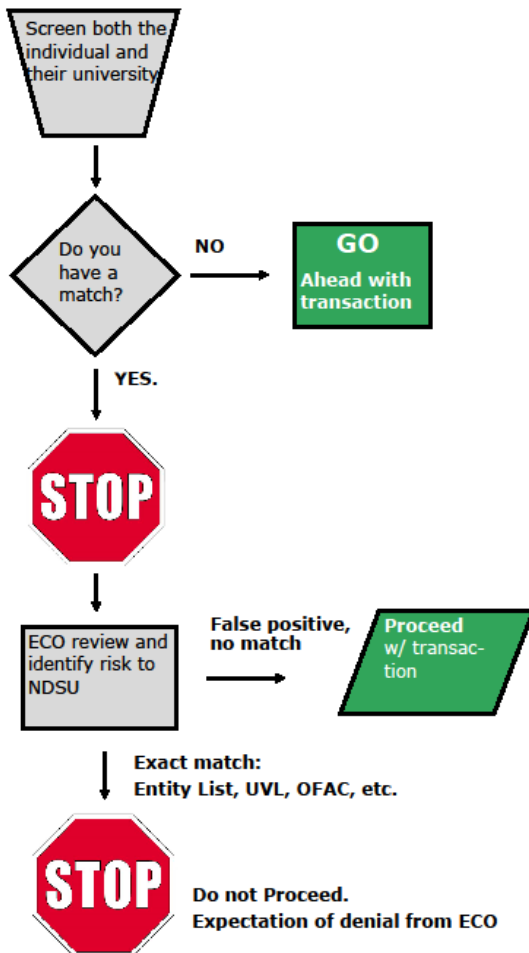 Screen both the
individual and
their university
Do you
have a
match?
NO
GO
Ahead with
transaction
YES.
STOP
ECO review and
identify risk to
NDSU
False positive,
no match
Proceed
w/ transac-
tion
Exact match:
Entity List, UVL, OFAC, etc.
STOP
Do not Proceed.
Expectation of denial from ECO